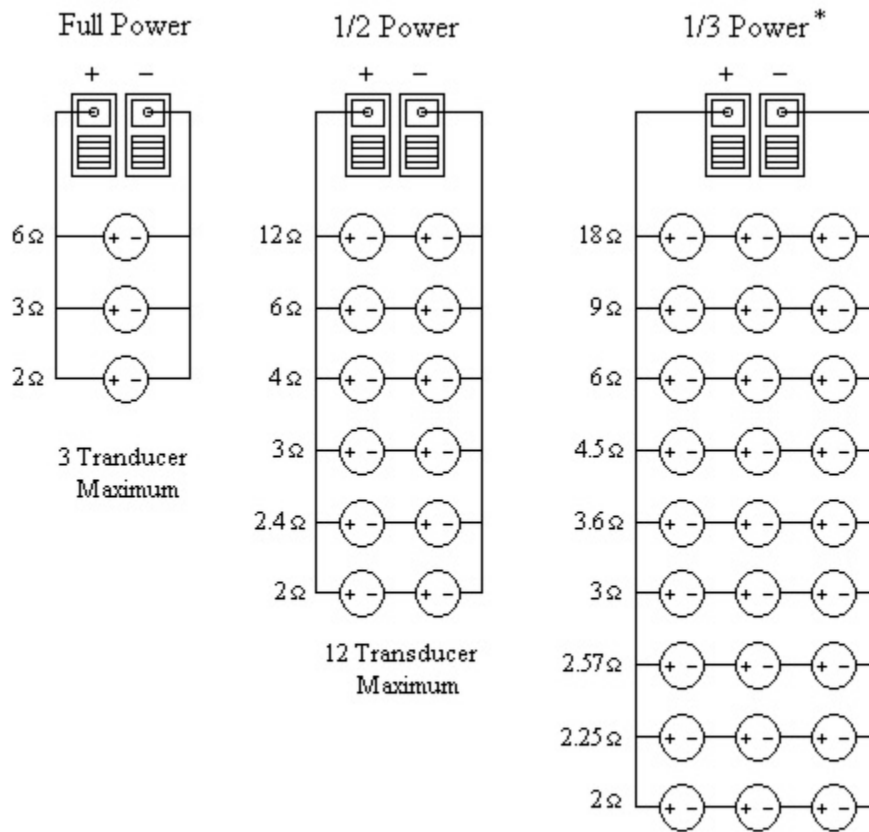 Full Power
+ −
6Ω + −
3Ω + −
2Ω + −
3 Tranducer
Maximum
1/2 Power
+ −
12Ω + − + −
6Ω + − + −
4Ω + − + −
3Ω + − + −
2.4Ω + − + −
2Ω + − + −
12 Transducer
Maximum
1/3 Power*
+ −
18Ω + − + − + −
9Ω + − + − + −
6Ω + − + − + −
4.5Ω + − + − + −
3.6Ω + − + − + −
3Ω + − + − + −
2.57Ω + − + − + −
2.25Ω + − + − + −
2Ω + − + − + −